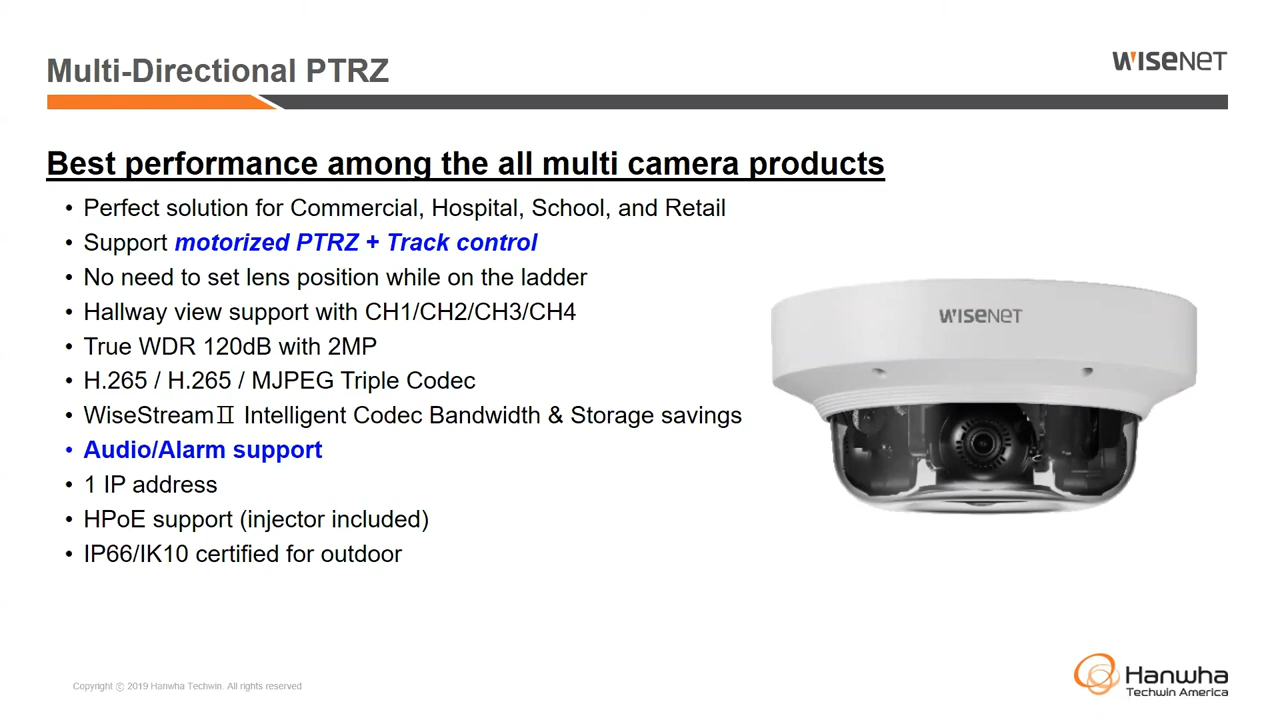 Multi-Directional PTRZ
WISENET
Best performance among the all multi camera products
• Perfect solution for Commercial, Hospital, School, and Retail
• Support motorized PTRZ + Track control
• No need to set lens position while on the ladder
• Hallway view support with CH1/CH2/CH3/CH4
• True WDR 120dB with 2MP
• H.265 / H.265 / MJPEG Triple Codec
• WiseStreamⅡ Intelligent Codec Bandwidth & Storage savings
• Audio/Alarm support
• 1 IP address
• HPoE support (injector included)
• IP66/IK10 certified for outdoor
WISENET
Copyright ⓒ 2019 Hanwha Techwin. All rights reserved
Hanwha
Techwin America